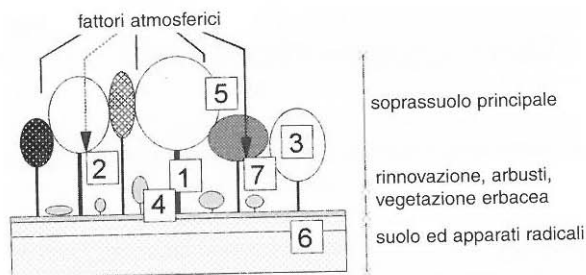 fattori atmosferici
5
soprassuolo principale
3
2
1
7
rinnovazione, arbusti,
4
vegetazione erbacea
6
suolo ed apparati radicali